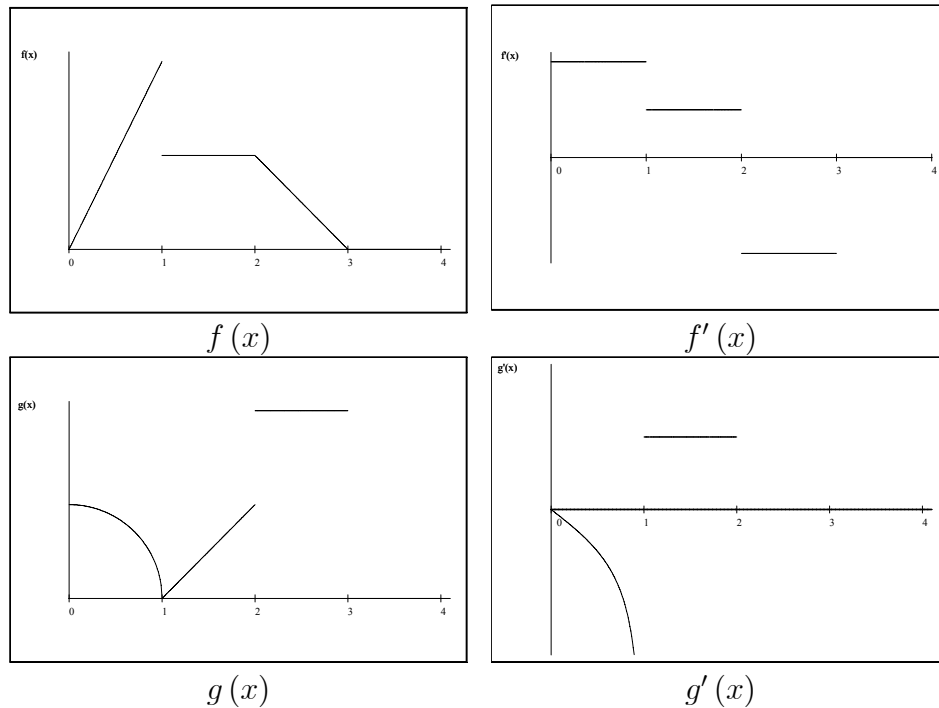 f(x)
0 1 2 3 4
f'(x)
0 1 2 3 4
f (x)
f′ (x)
g(x)
0 1 2 3 4
g'(x)
0 1 2 3 4
g (x)
g′ (x)